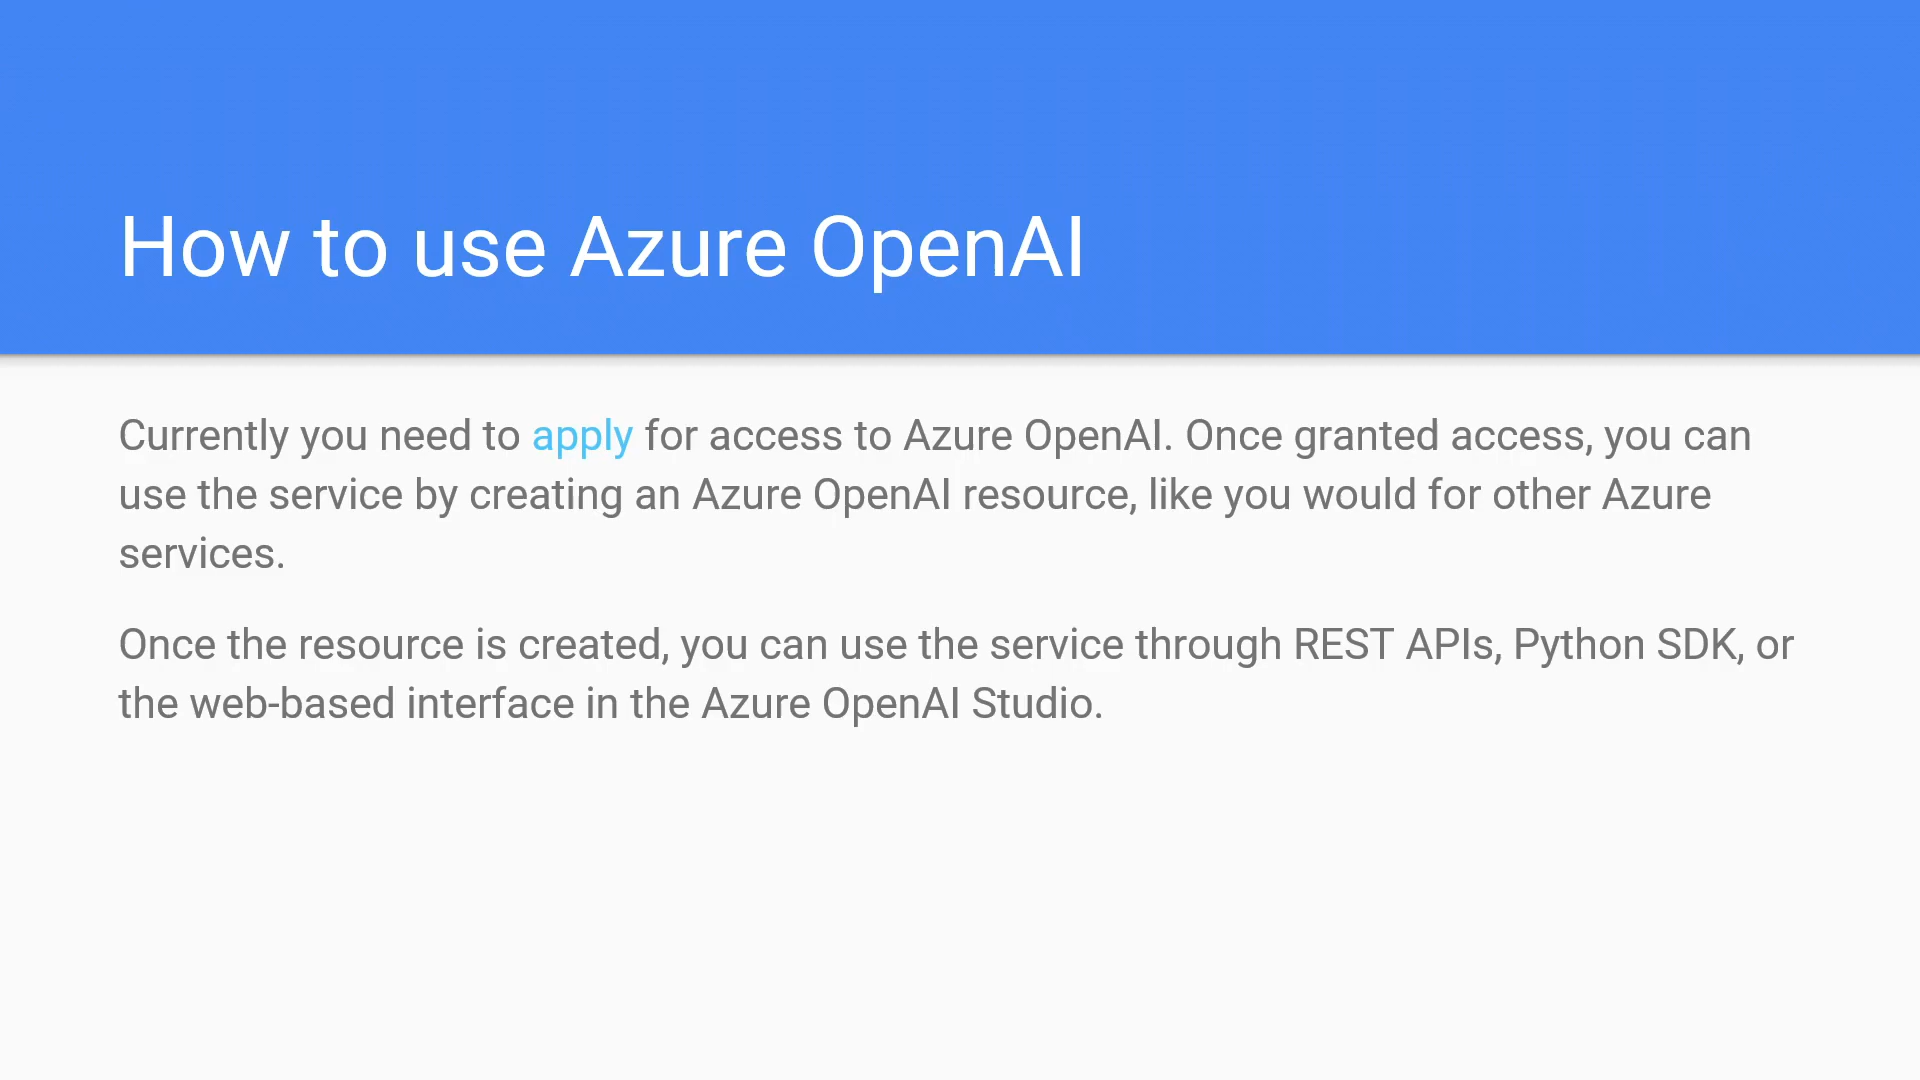 How to use Azure OpenAI
Currently you need to apply for access to Azure OpenAI. Once granted access, you can
use the service by creating an Azure OpenAI resource, like you would for other Azure
services.
Once the resource is created, you can use the service through REST APIs, Python SDK, or
the web-based interface in the Azure OpenAI Studio.